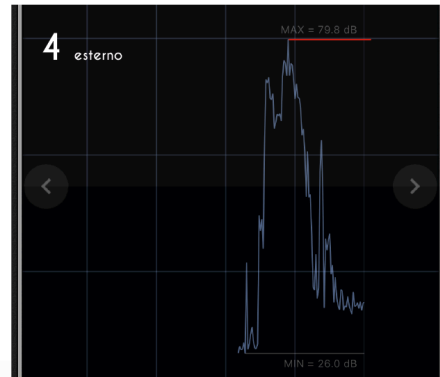 MAX = 79.8 dB
4 esterno
MIN = 26.0 dB